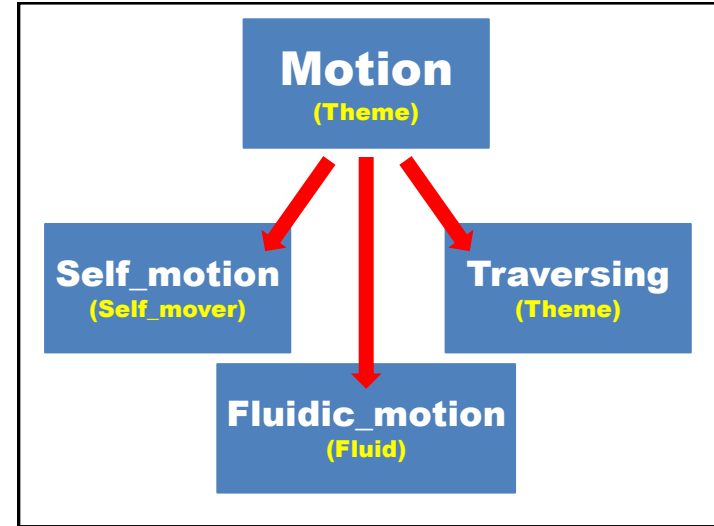 Motion
(Theme)
Self_motion
(Self_mover)
Traversing
(Theme)
Fluidic_motion
(Fluid)